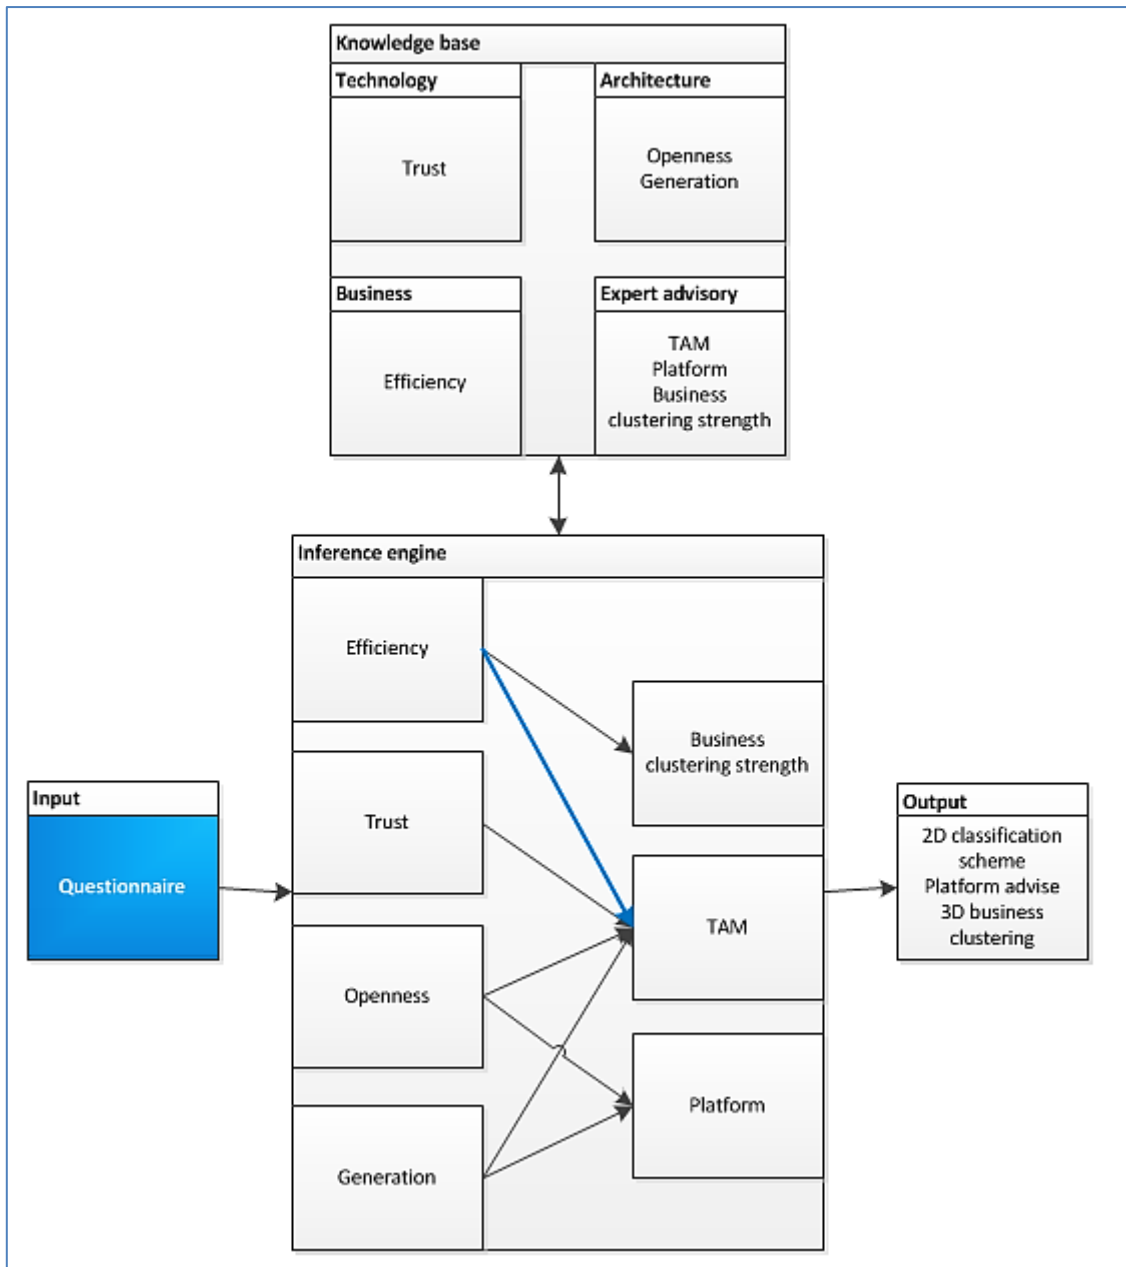 Knowledge base
Technology
Trust
Architecture
Openness
Generation
Business
Efficiency
Expert advisory
TAM
Platform
Business
clustering strength
Inference engine
Efficiency
Trust
Openness
Generation
Business
clustering strength
TAM
Platform
Input
Questionnaire
Output
2D classification
scheme
Platform advise
3D business
clustering